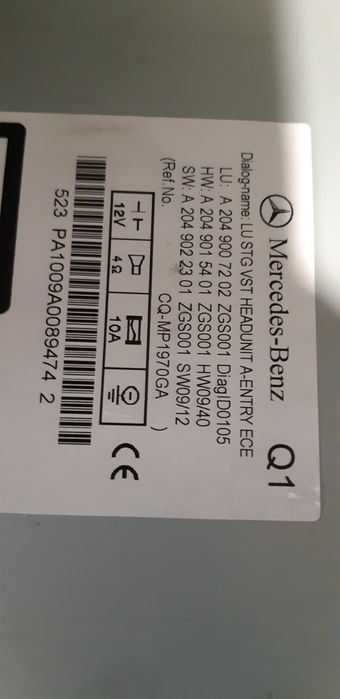 Mercedes-Benz Q1
Dialog-name: LU STG VST HEADUNIT A-ENTRY ECE
LU: A 204 900 72 02 ZGS001 DiagID0105
HW: A 204 901 54 01 ZGS001 HW09/40
SW: A 204 902 23 01 ZGS001 SW09/12
(Ref.No. CQ-MP1970GA )
12V 4Ω 10A
CE
523 PA1009A0089474 2